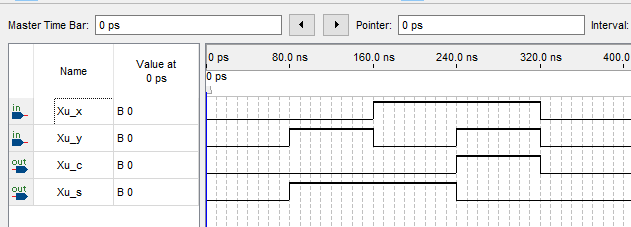 Master Time Bar: 0 ps Pointer: 0 ps Interval:
Name Value at 0 ps 0 ps 80.0 ns 160.0 ns 240.0 ns 320.0 ns 400.0
0 ps
in Xu_x B 0
in Xu_y B 0
out Xu_c B 0
out Xu_s B 0